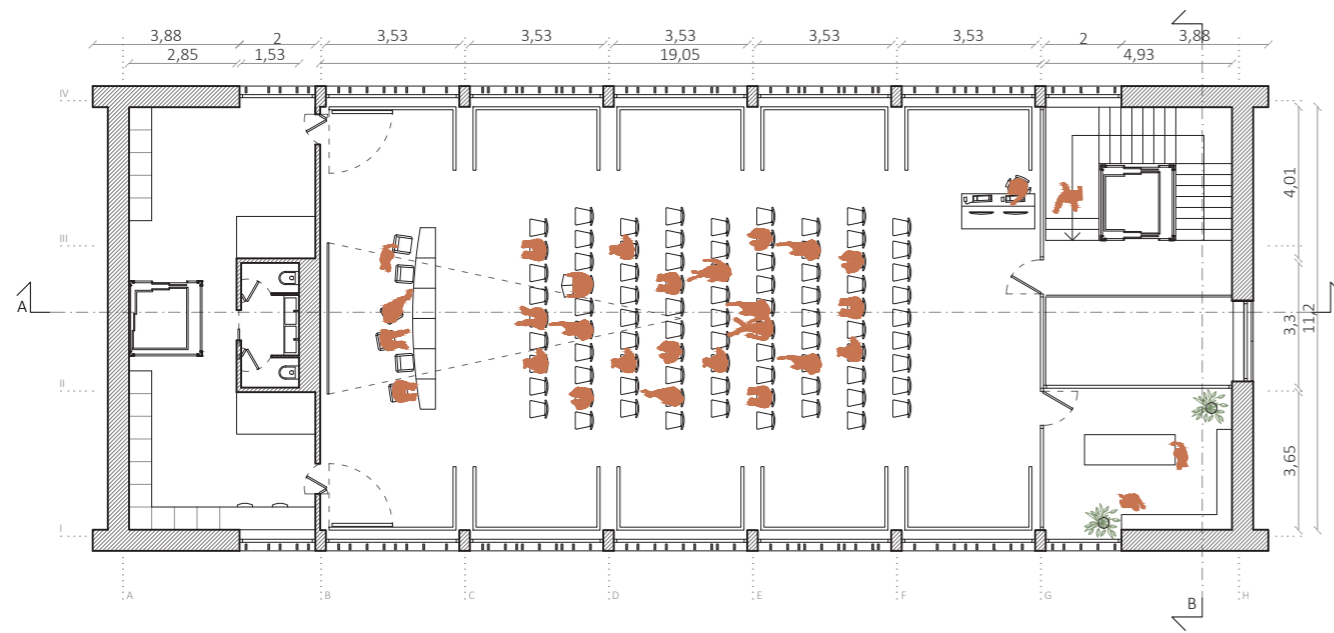 3,88 2 3,53 3,53 3,53 3,53 3,53 2 3,88
2,85 1,53 19,05 4,93
IV
III
II
I
A
4,01
3,3
11,2
3,65
B
A B C D E F G H